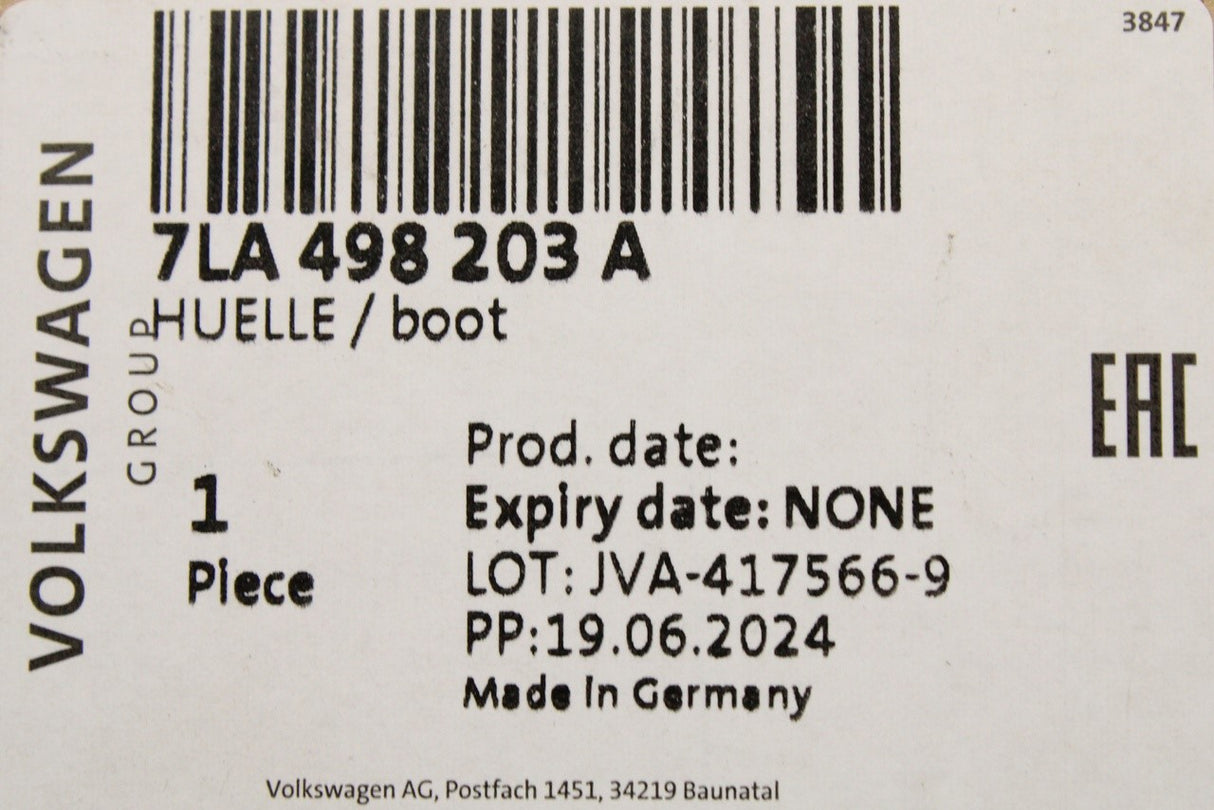 3847
VOLKSWAGEN
GROUP
7LA 498 203 A
HUELLE / boot
EAC
1
Piece
Prod. date:
Expiry date: NONE
LOT: JVA-417566-9
PP:19.06.2024
Made in Germany
Volkswagen AG, Postfach 1451, 34219 Baunatal